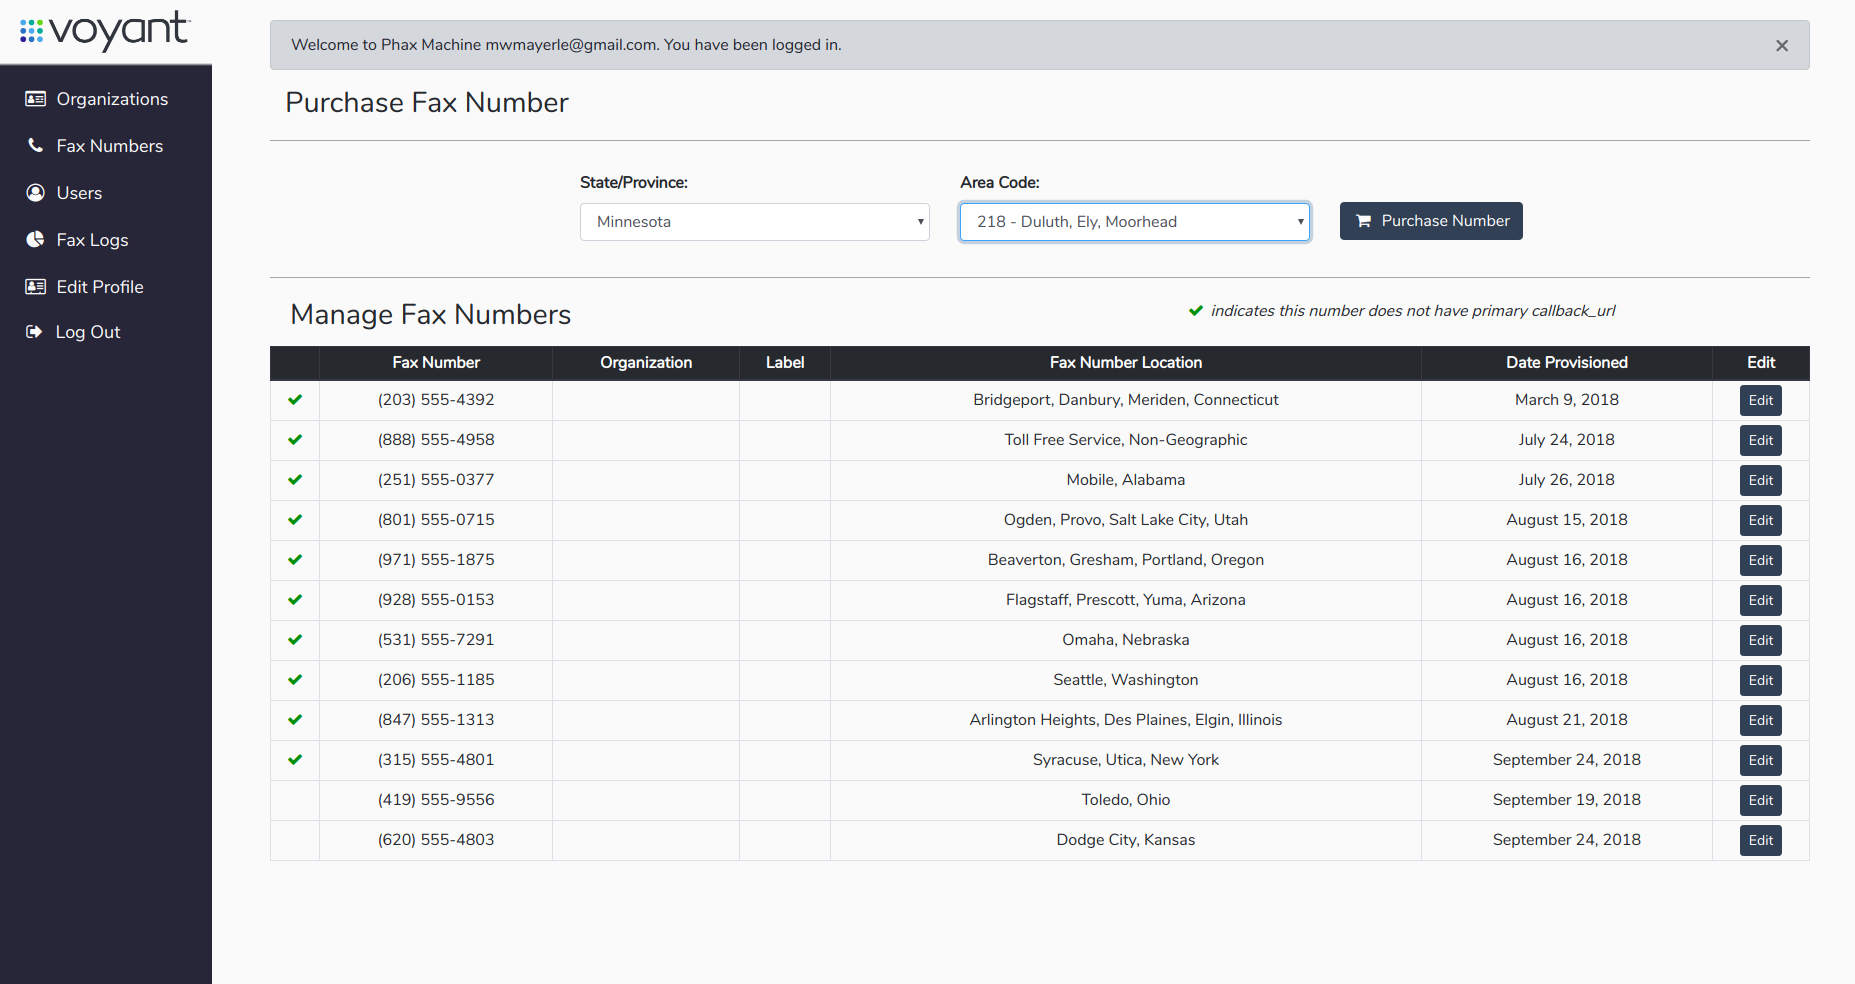 voyant
Organizations
Fax Numbers
Users
Fax Logs
Edit Profile
Log Out
Welcome to Phax Machine mwmayerle@gmail.com. You have been logged in. ×
Purchase Fax Number
State/Province: Area Code:
Minnesota 218 - Duluth, Ely, Moorhead Purchase Number
Manage Fax Numbers ✔ indicates this number does not have primary callback_url
Fax Number Organization Label Fax Number Location Date Provisioned Edit
✔ (203) 555-4392 Bridgeport, Danbury, Meriden, Connecticut March 9, 2018 Edit
✔ (888) 555-4958 Toll Free Service, Non-Geographic July 24, 2018 Edit
✔ (251) 555-0377 Mobile, Alabama July 26, 2018 Edit
✔ (801) 555-0715 Ogden, Provo, Salt Lake City, Utah August 15, 2018 Edit
✔ (971) 555-1875 Beaverton, Gresham, Portland, Oregon August 16, 2018 Edit
✔ (928) 555-0153 Flagstaff, Prescott, Yuma, Arizona August 16, 2018 Edit
✔ (531) 555-7291 Omaha, Nebraska August 16, 2018 Edit
✔ (206) 555-1185 Seattle, Washington August 16, 2018 Edit
✔ (847) 555-1313 Arlington Heights, Des Plaines, Elgin, Illinois August 21, 2018 Edit
✔ (315) 555-4801 Syracuse, Utica, New York September 24, 2018 Edit
(419) 555-9556 Toledo, Ohio September 19, 2018 Edit
(620) 555-4803 Dodge City, Kansas September 24, 2018 Edit